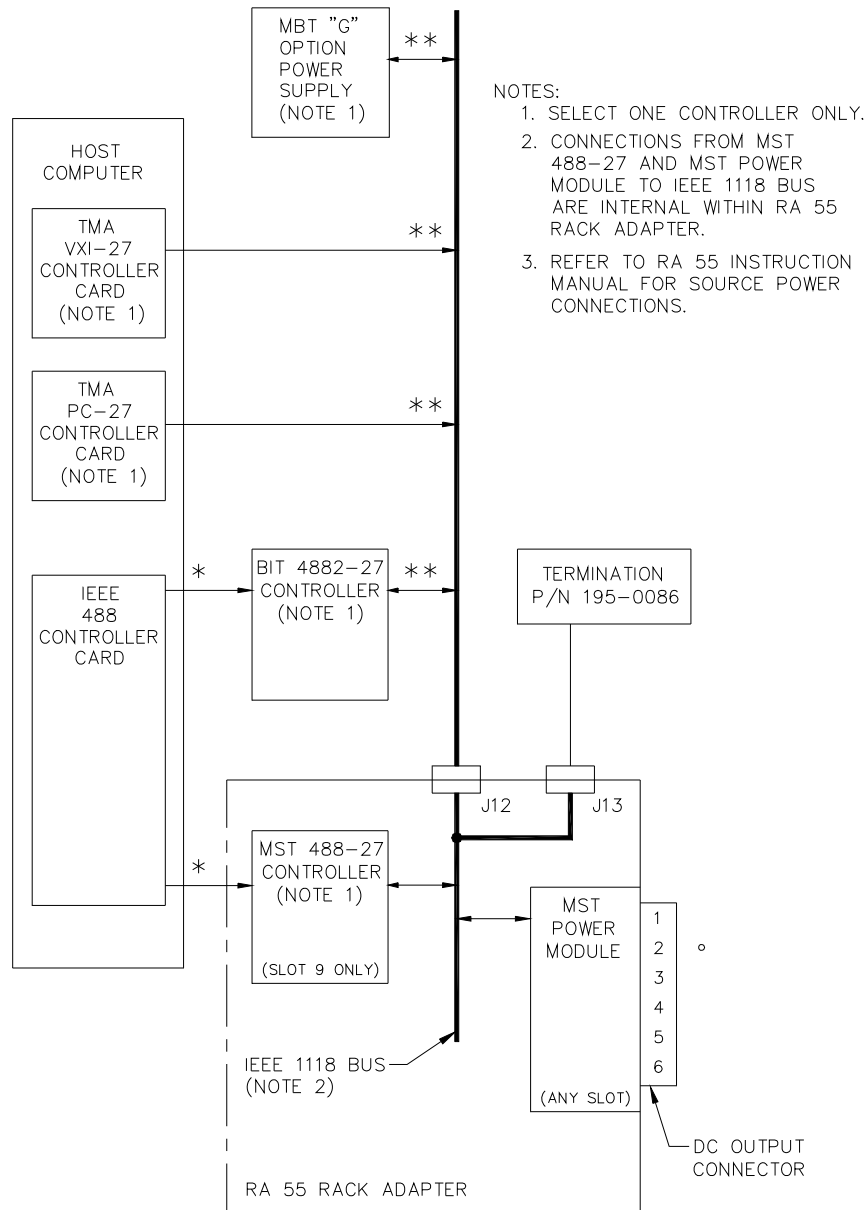 MBT "G"
OPTION
POWER
SUPPLY
(NOTE 1)
**
NOTES:
1. SELECT ONE CONTROLLER ONLY.
2. CONNECTIONS FROM MST
488-27 AND MST POWER
MODULE TO IEEE 1118 BUS
ARE INTERNAL WITHIN RA 55
RACK ADAPTER.
3. REFER TO RA 55 INSTRUCTION
MANUAL FOR SOURCE POWER
CONNECTIONS.
HOST
COMPUTER
TMA
VXI-27
CONTROLLER
CARD
(NOTE 1)
**
TMA
PC-27
CONTROLLER
CARD
(NOTE 1)
**
IEEE
488
CONTROLLER
CARD
*
BIT 4882-27
CONTROLLER
(NOTE 1)
**
TERMINATION
P/N 195-0086
J12
J13
*
MST 488-27
CONTROLLER
(NOTE 1)
(SLOT 9 ONLY)
MST
POWER
MODULE
(ANY SLOT)
1
2
3
4
5
6
IEEE 1118 BUS
(NOTE 2)
DC OUTPUT
CONNECTOR
RA 55 RACK ADAPTER